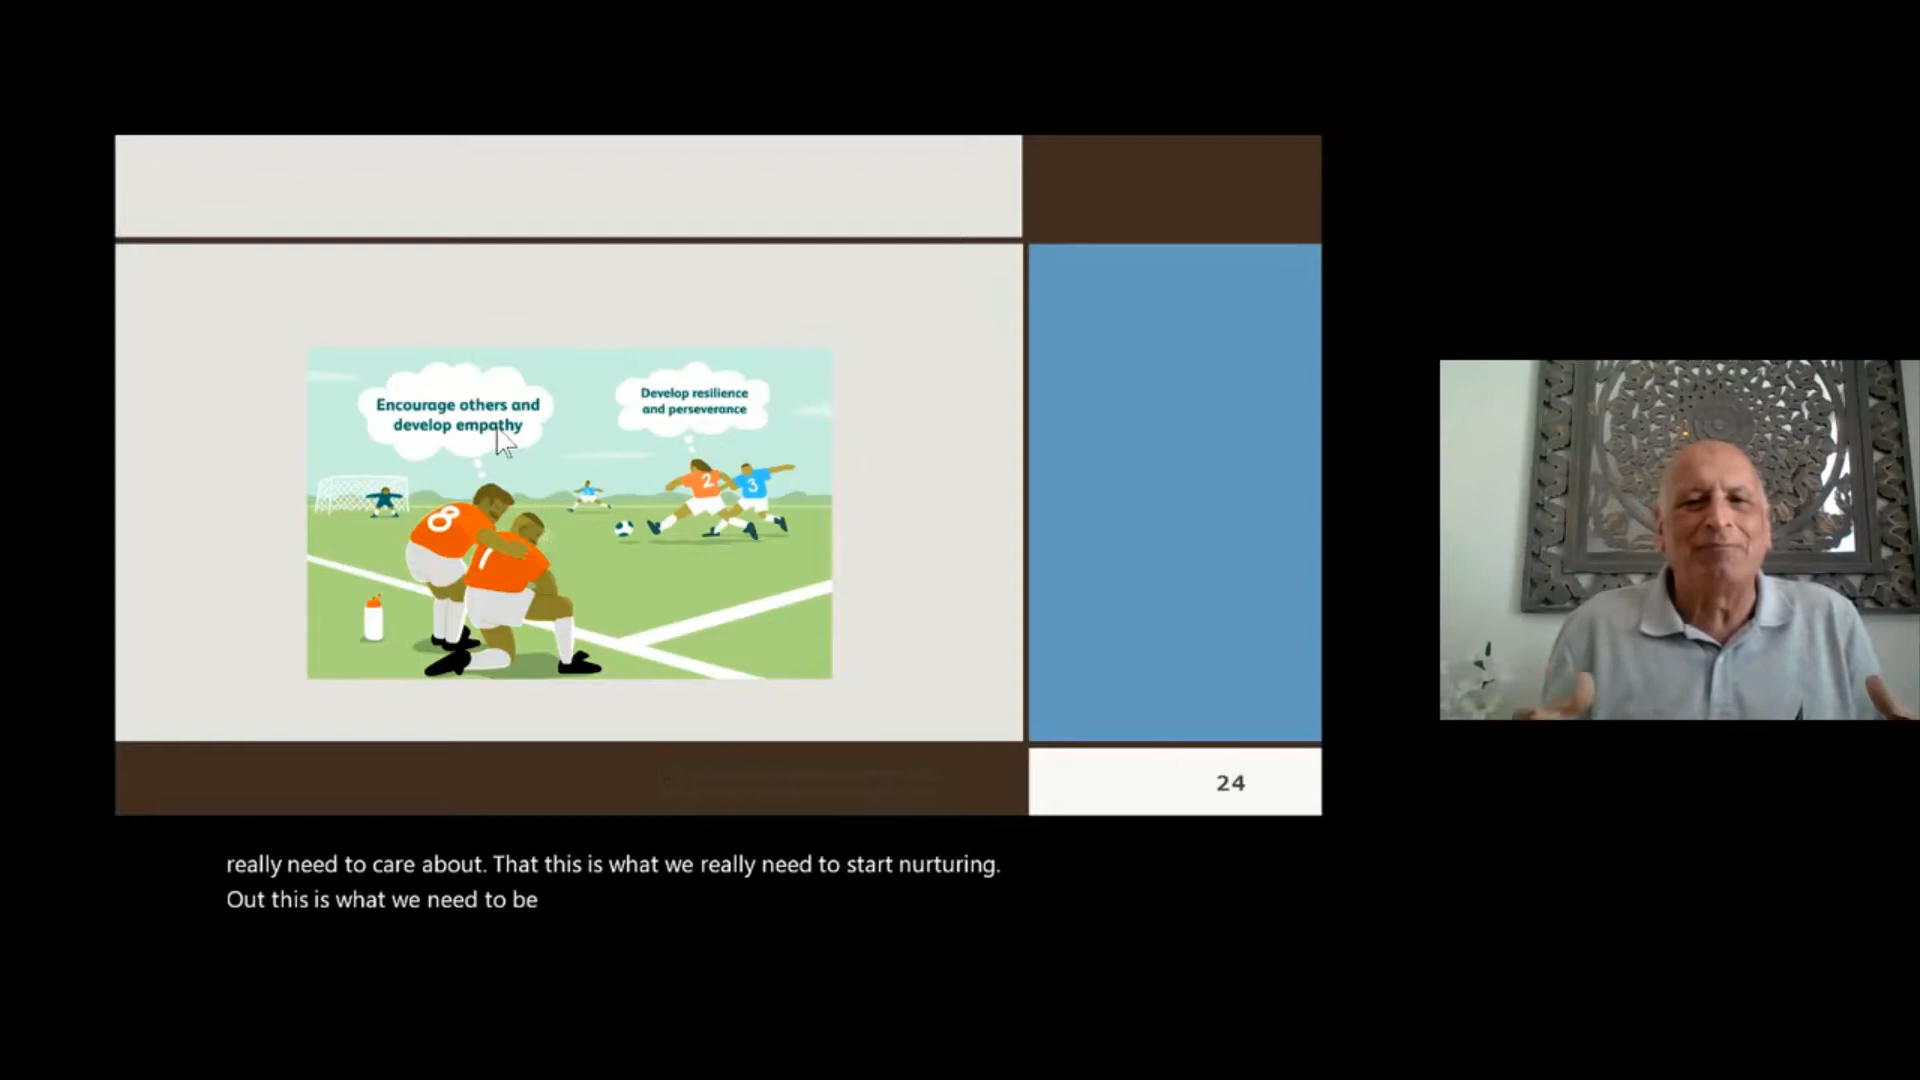 Encourage others and
develop empathy
Develop resilience
and perseverance
8
1
2
3
24
really need to care about. That this is what we really need to start nurturing.
Out this is what we need to be